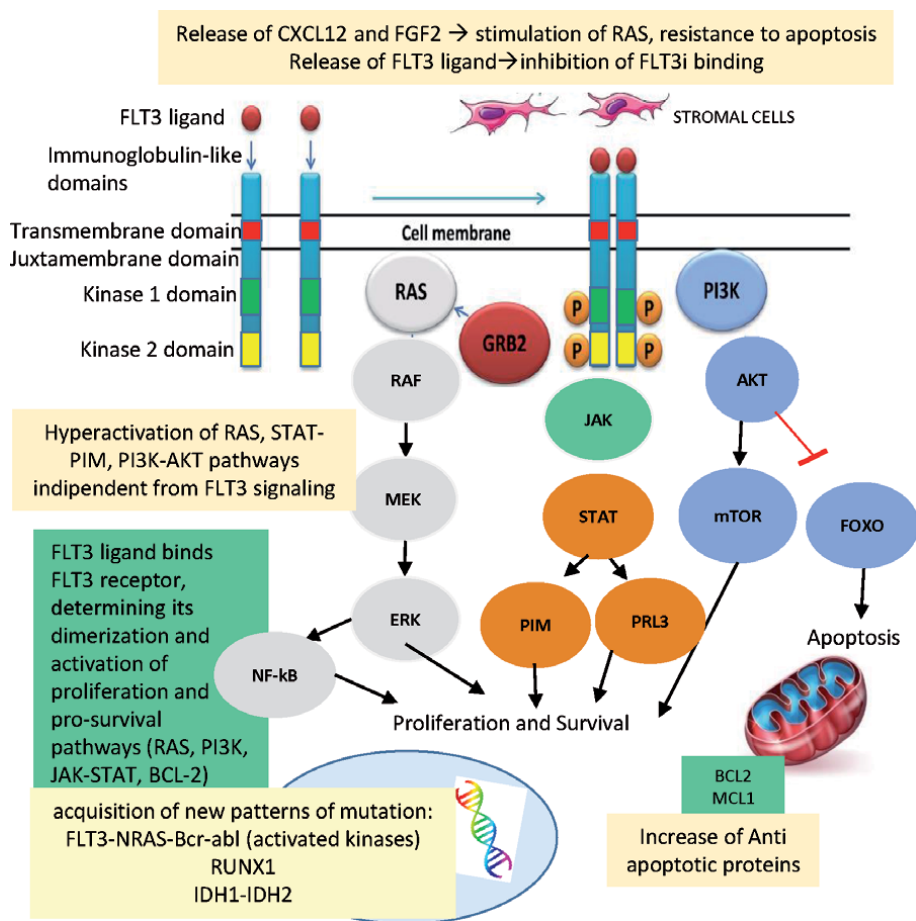 Release of CXCL12 and FGF2 → stimulation of RAS, resistance to apoptosis
Release of FLT3 ligand→inhibition of FLT3i binding
FLT3 ligand
STROMAL CELLS
Immunoglobulin-like
domains
Transmembrane domain
Cell membrane
Juxtamembrane domain
Kinase 1 domain
RAS
P
P
PI3K
GRB2
Kinase 2 domain
P
P
RAF
AKT
JAK
Hyperactivation of RAS, STAT-
PIM, PI3K-AKT pathways
indipendent from FLT3 signaling
MEK
STAT
mTOR
FOXO
FLT3 ligand binds
FLT3 receptor,
determining its
dimerization and
activation of
proliferation and
pro-survival
pathways (RAS, PI3K,
JAK-STAT, BCL-2)
ERK
PIM
PRL3
Apoptosis
NF-kB
Proliferation and Survival
BCL2
MCL1
acquisition of new patterns of mutation:
FLT3-NRAS-Bcr-abl (activated kinases)
RUNX1
IDH1-IDH2
Increase of Anti
apoptotic proteins